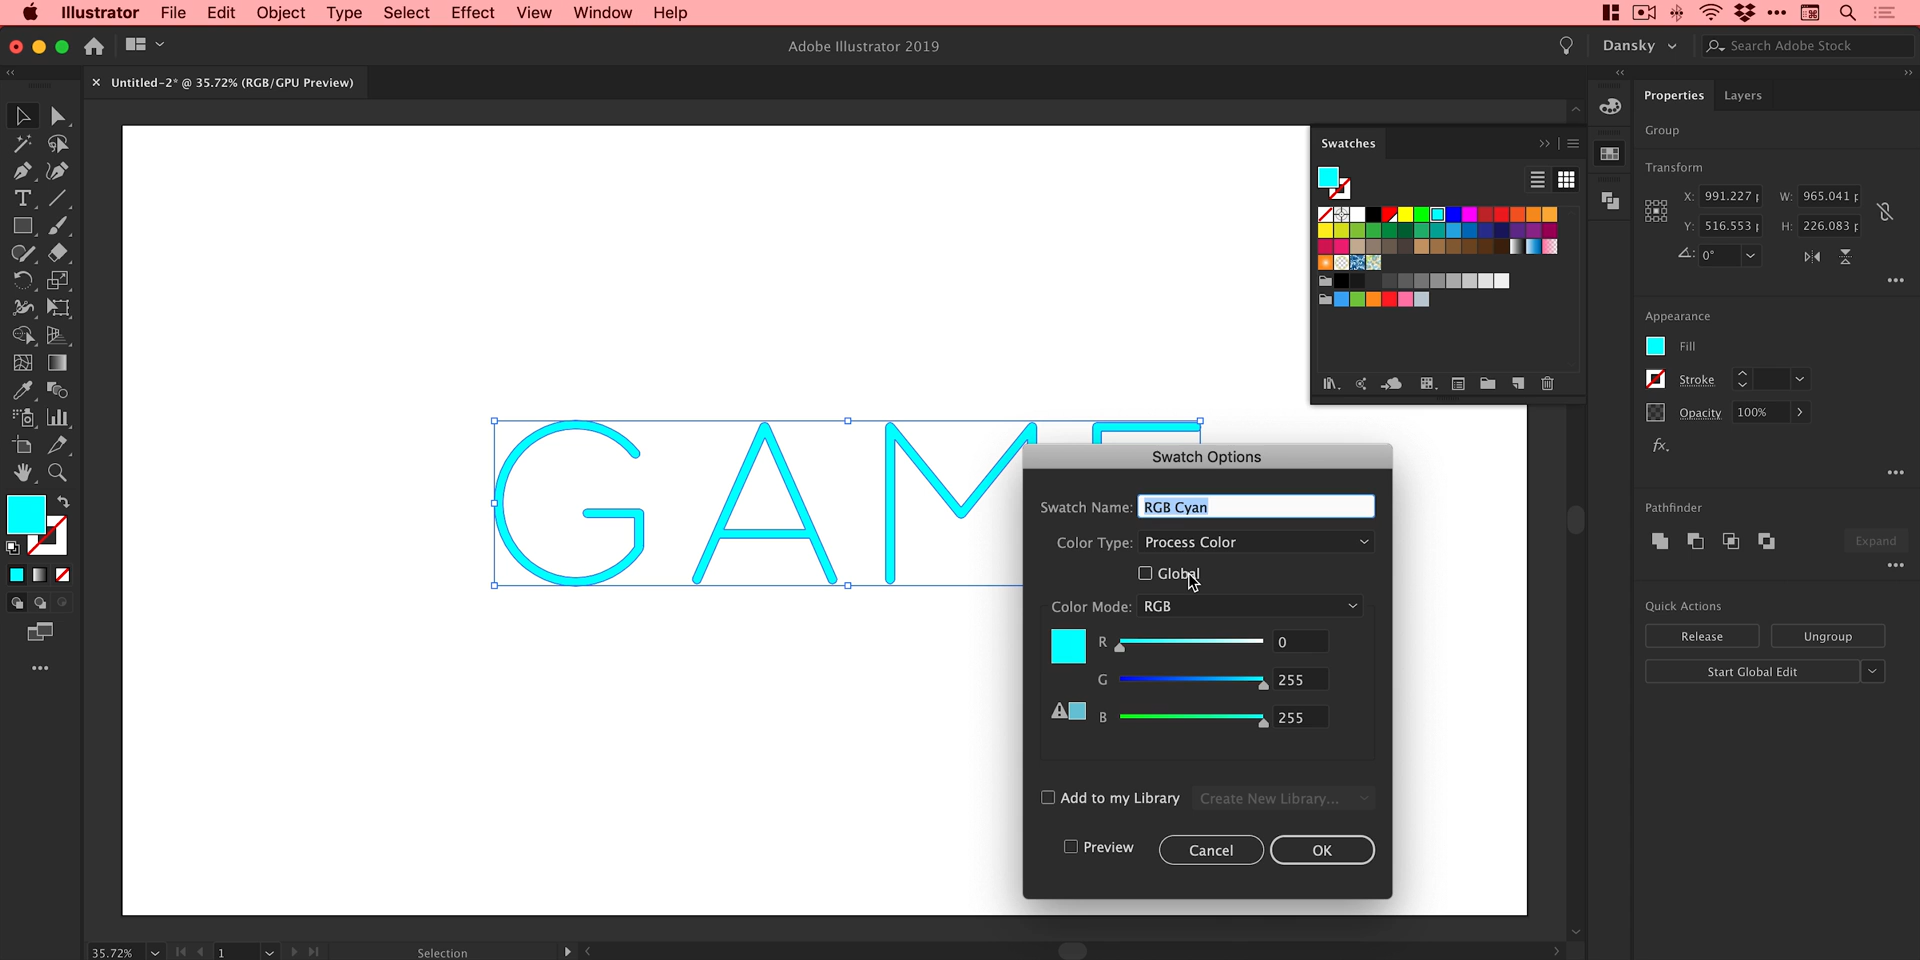 Illustrator File Edit Object Type Select Effect View Window Help
Adobe Illustrator 2019
Dansky
Search Adobe Stock
× Untitled-2* @ 35.72% (RGB/GPU Preview)
Properties Layers
Group
Transform
X: 991.227 W: 965.041
Y: 516.553 H: 226.083
0°
Appearance
Fill
Stroke
Opacity 100%
fx.
Pathfinder
Expand
Quick Actions
Release Ungroup
Start Global Edit
Swatches
GAME
Swatch Options
Swatch Name: RGB Cyan
Color Type: Process Color
Global
Color Mode: RGB
R 0
G 255
B 255
Add to my Library Create New Library...
Preview Cancel OK
35.72% 1 Selection